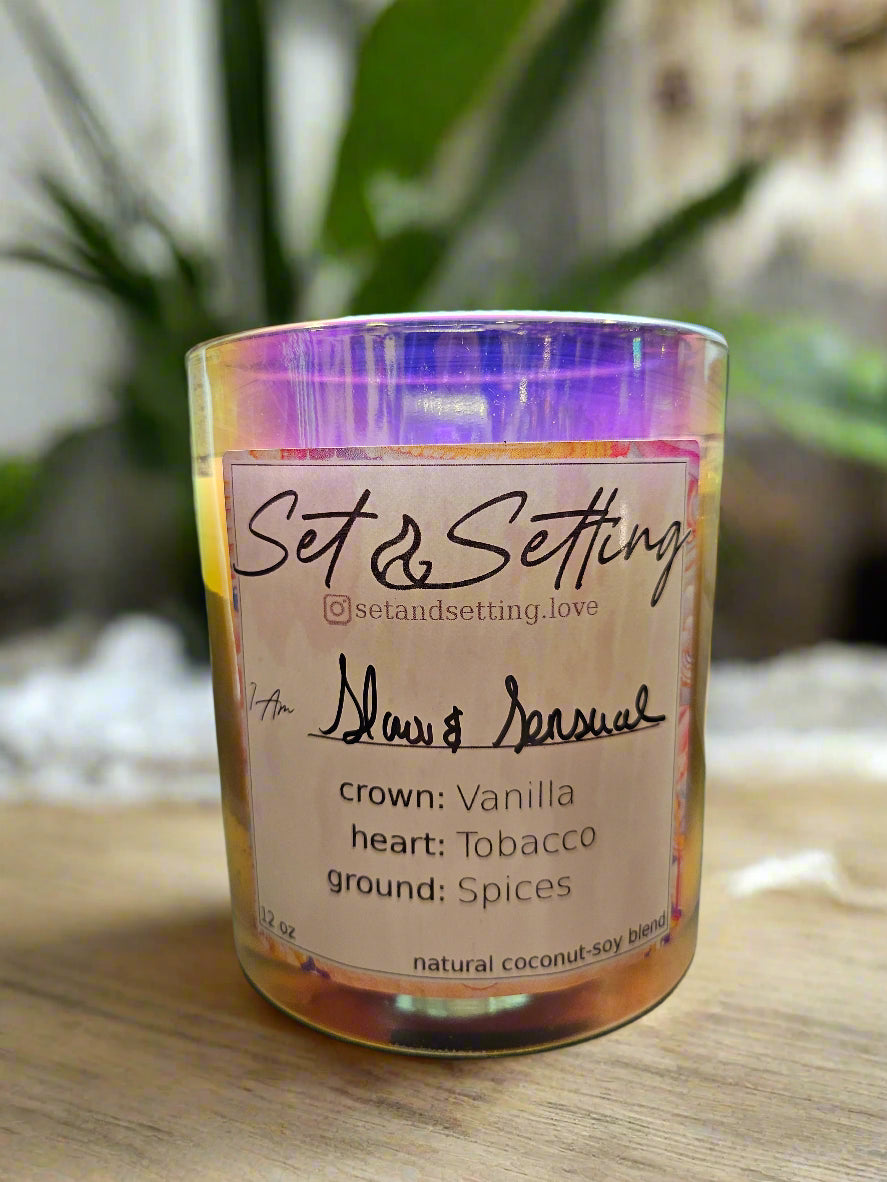 Set & Setting
setandsetting.love
I Am Slow & Sensual
crown: Vanilla
heart: Tobacco
ground: Spices
12 oz
natural coconut-soy blend